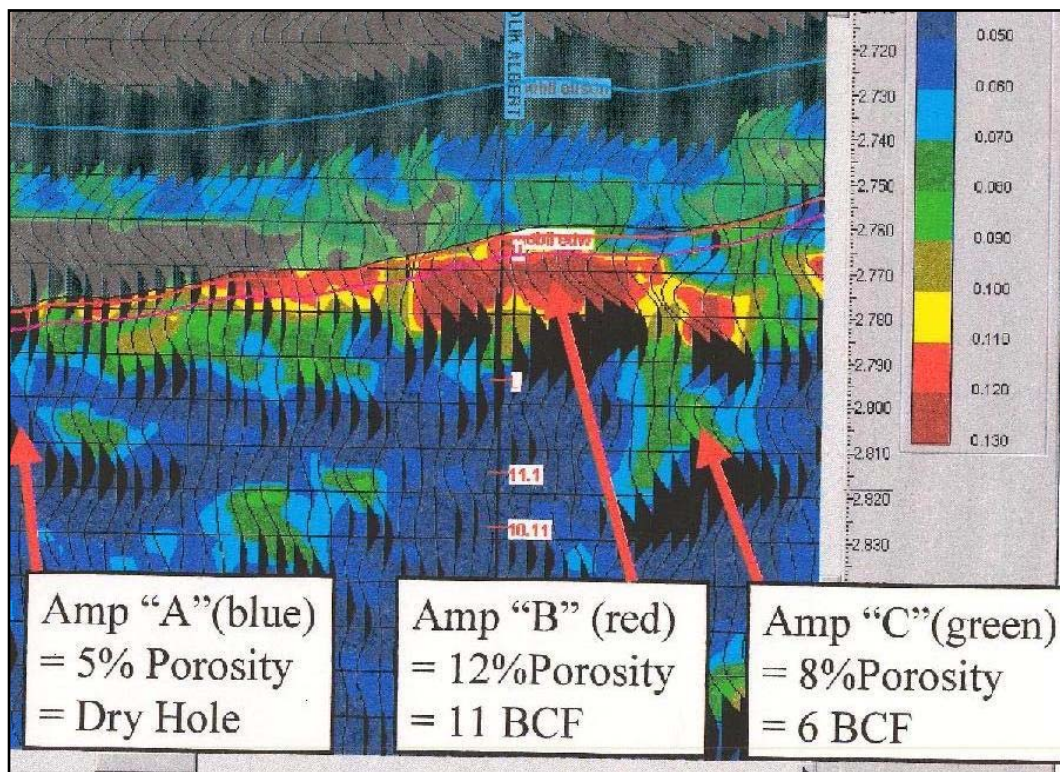 OLIK ALBERT
-2.720
-2.730
-2.740
-2.750
-2.760
-2.770
-2.780
-2.790
-2.800
-2.810
-2.820
-2.830
0.050
0.060
0.070
0.080
0.090
0.100
0.110
0.120
0.130
11.1
10.11
Amp "A"(blue)
= 5% Porosity
= Dry Hole
Amp "B" (red)
= 12%Porosity
= 11 BCF
Amp "C"(green)
= 8%Porosity
= 6 BCF